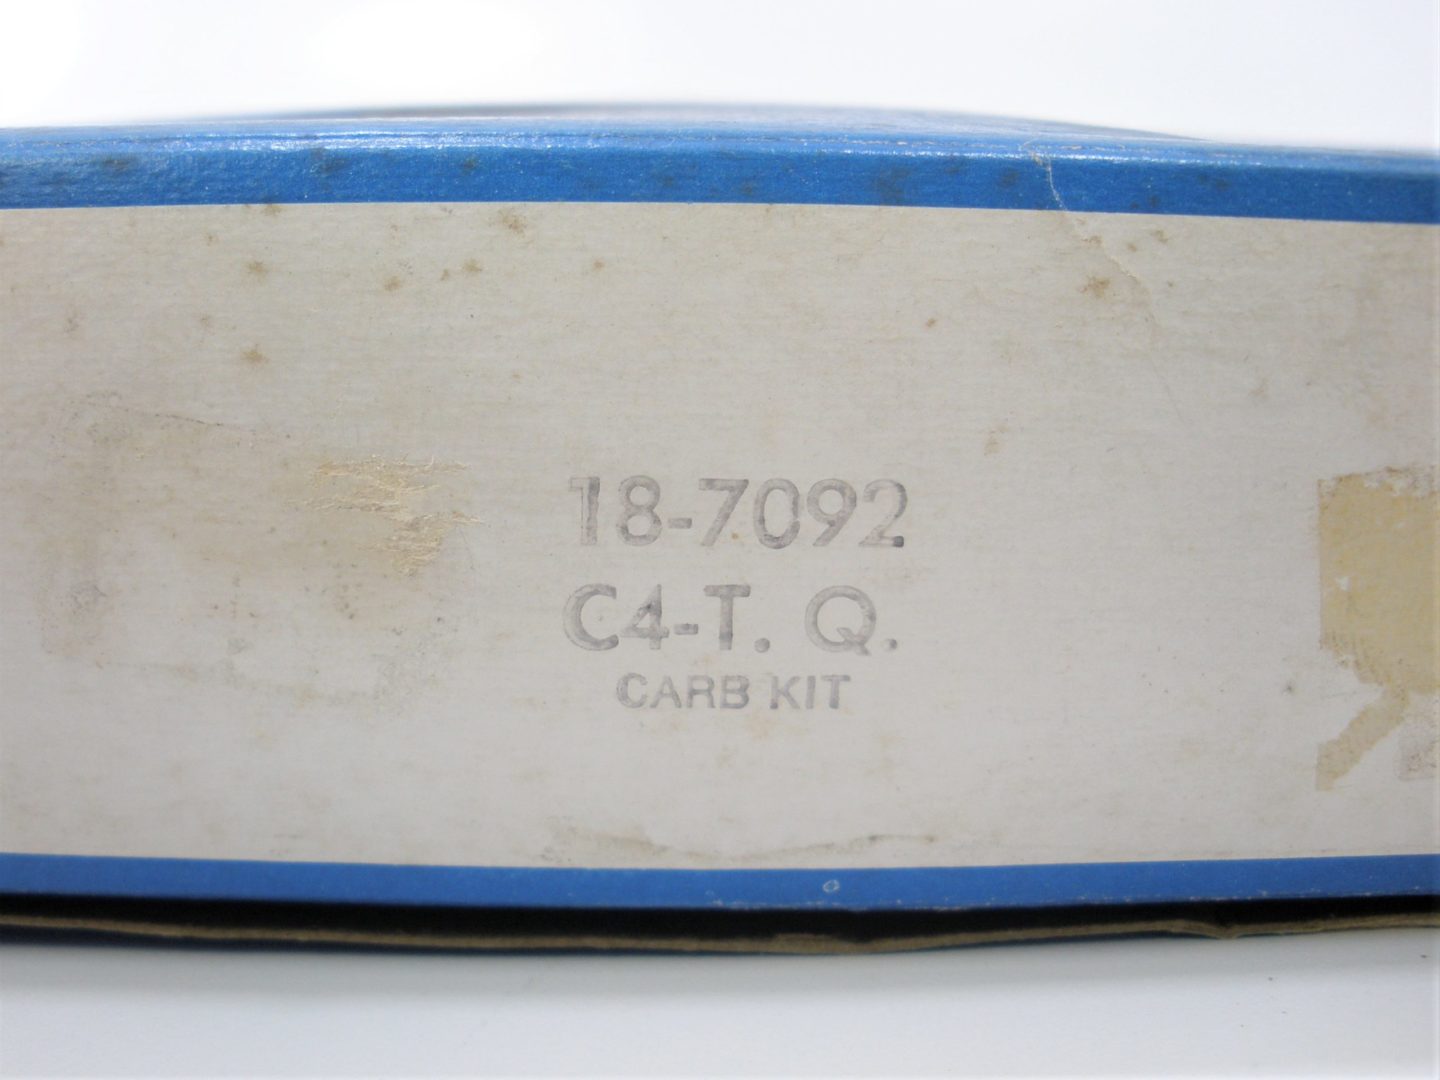 18-7092
C4-T. Q.
CARB KIT